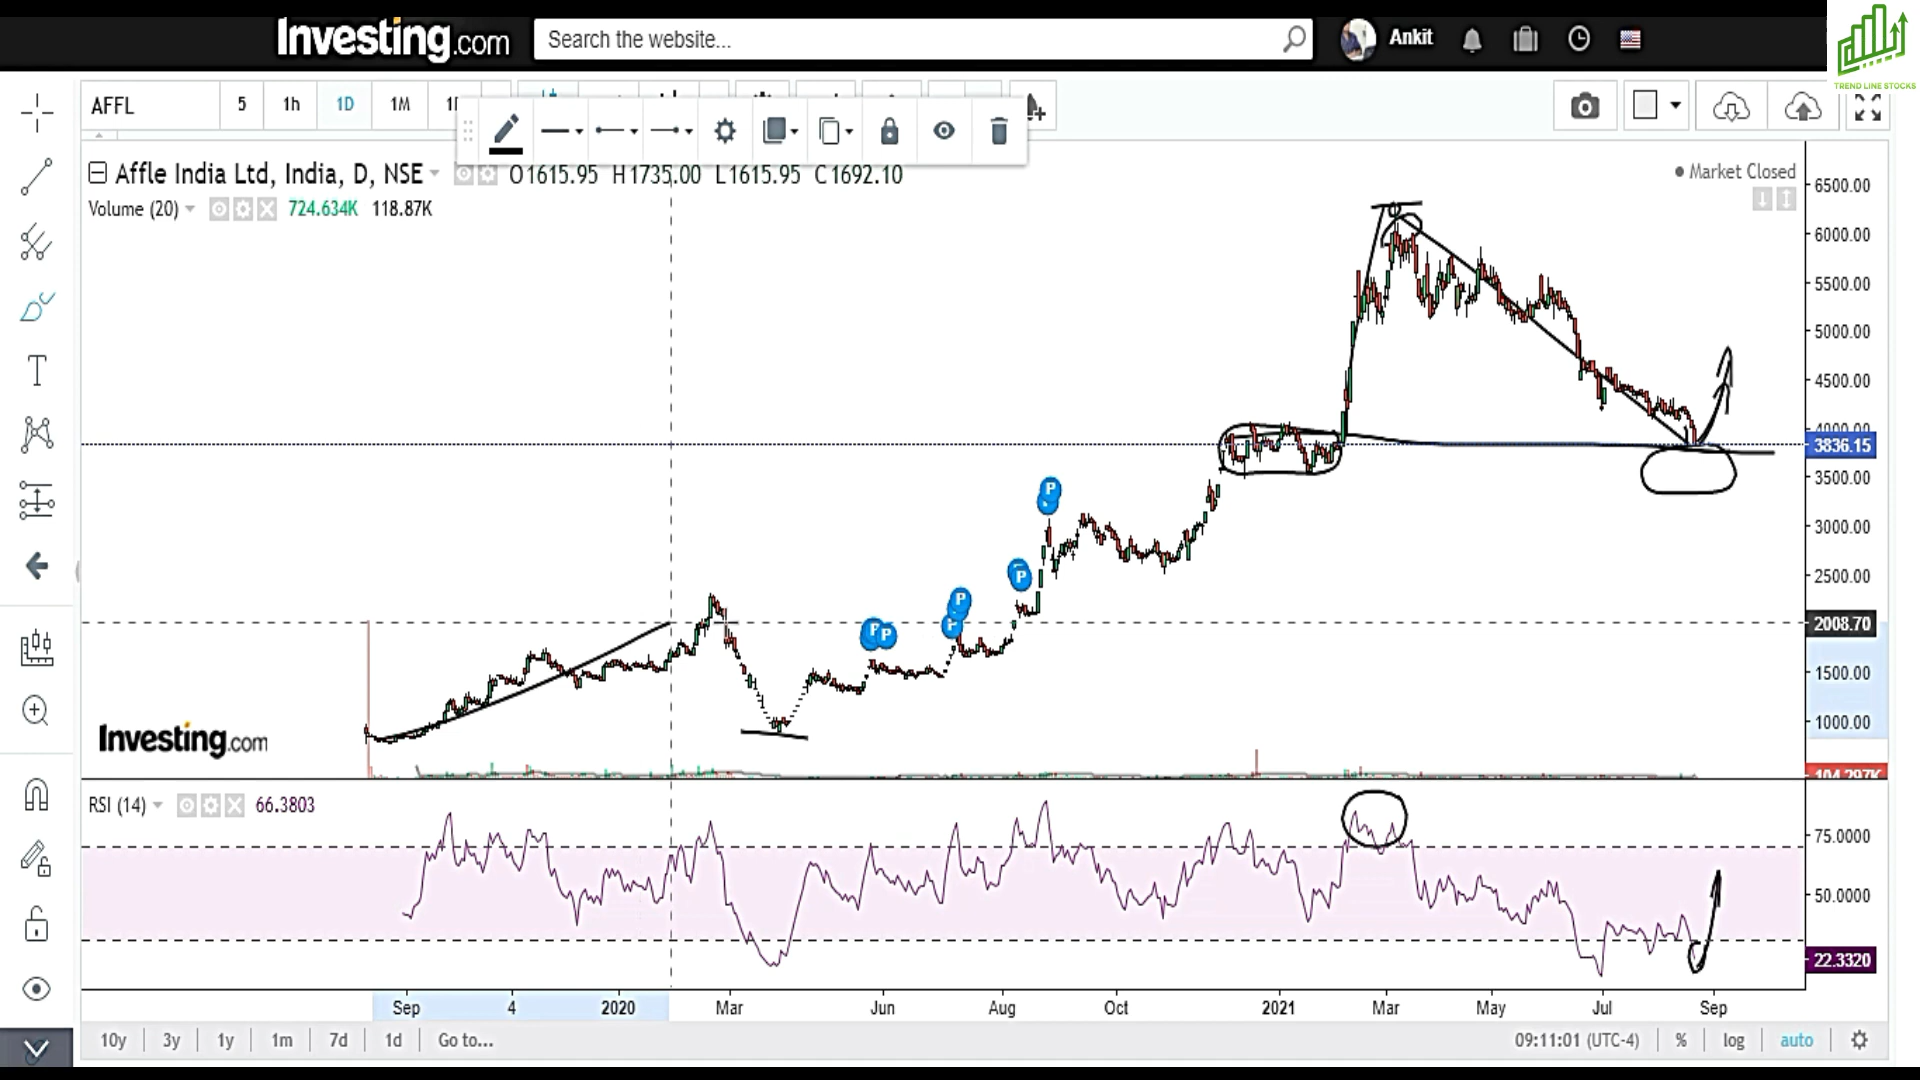 Investing.com
Search the website...
Ankit
TREND LINE STOCKS
AFFL
5
1h
1D
1M
Affle India Ltd, India, D, NSE
O1615.95 H1735.00 L1615.95 C1692.10
Market Closed
Volume (20)
724.634K 118.87K
6500.00
6000.00
5500.00
5000.00
4500.00
4000.00
3836.15
3500.00
3000.00
2500.00
2008.70
1500.00
1000.00
104.297K
P
P
P
P
P
P
P
Investing.com
RSI (14)
66.3803
75.0000
50.0000
22.3320
Sep
4
2020
Mar
Jun
Aug
Oct
2021
Mar
May
Jul
Sep
10y
3y
1y
1m
7d
1d
Go to...
09:11:01 (UTC-4)
%
log
auto